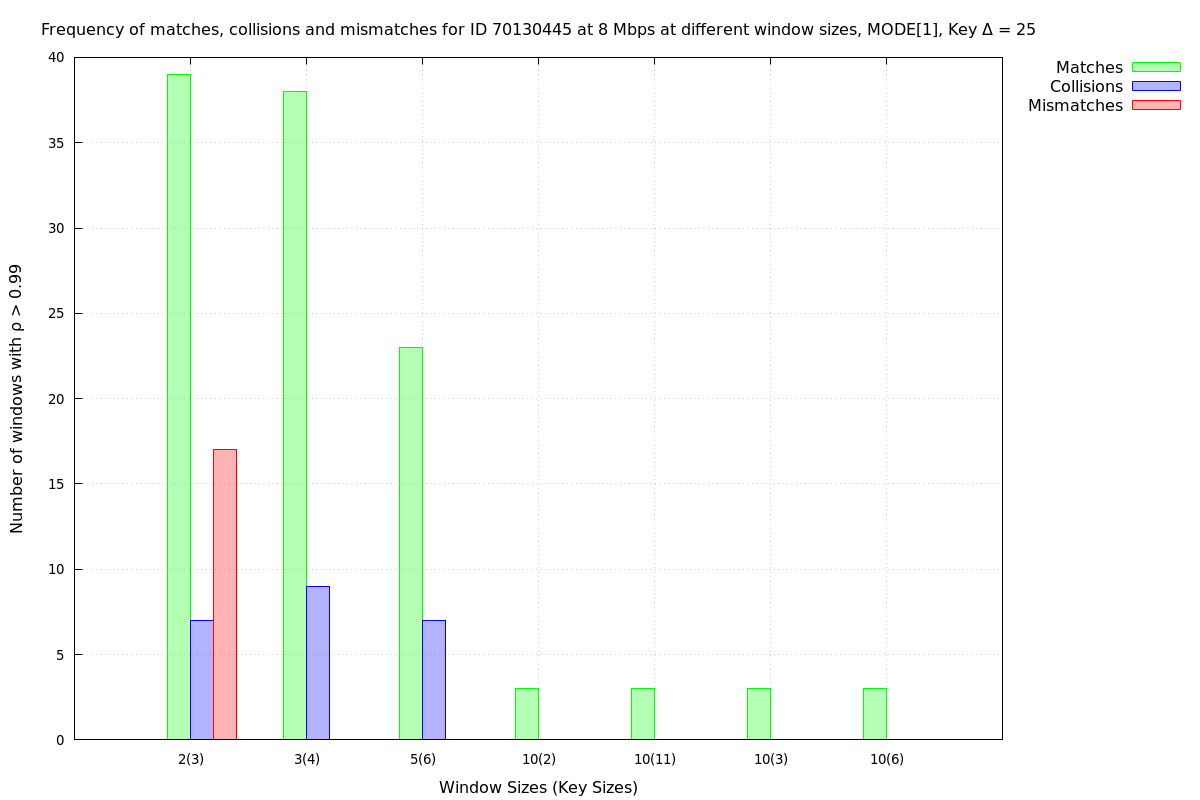 Frequency of matches, collisions and mismatches for ID 70130445 at 8 Mbps at different window sizes, MODE[1], Key Δ = 25
Matches
Collisions
Mismatches
Number of windows with ρ > 0.99
40
35
30
25
20
15
10
5
0
2(3) 3(4) 5(6) 10(2) 10(11) 10(3) 10(6)
Window Sizes (Key Sizes)